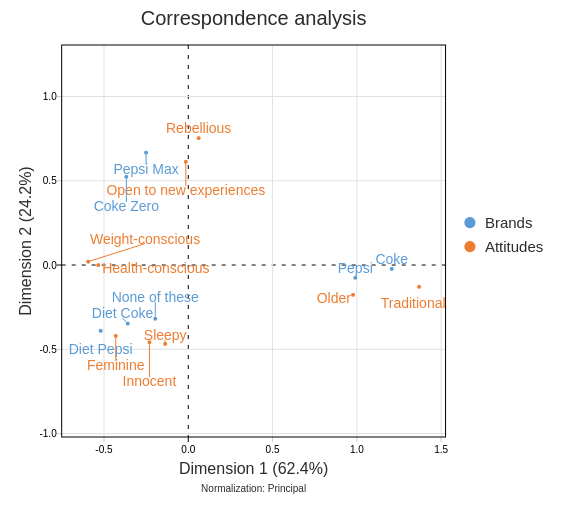 Correspondence analysis
1.0
0.5
0.0
-0.5
-1.0
Dimension 2 (24.2%)
Rebellious
Pepsi Max
Open to new experiences
Coke Zero
Weight-conscious
Health-conscious
Coke
Pepsi
None of these
Older
Traditional
Diet Coke
Sleepy
Diet Pepsi
Feminine
Innocent
Brands
Attitudes
-0.5
0.0
0.5
1.0
1.5
Dimension 1 (62.4%)
Normalization: Principal